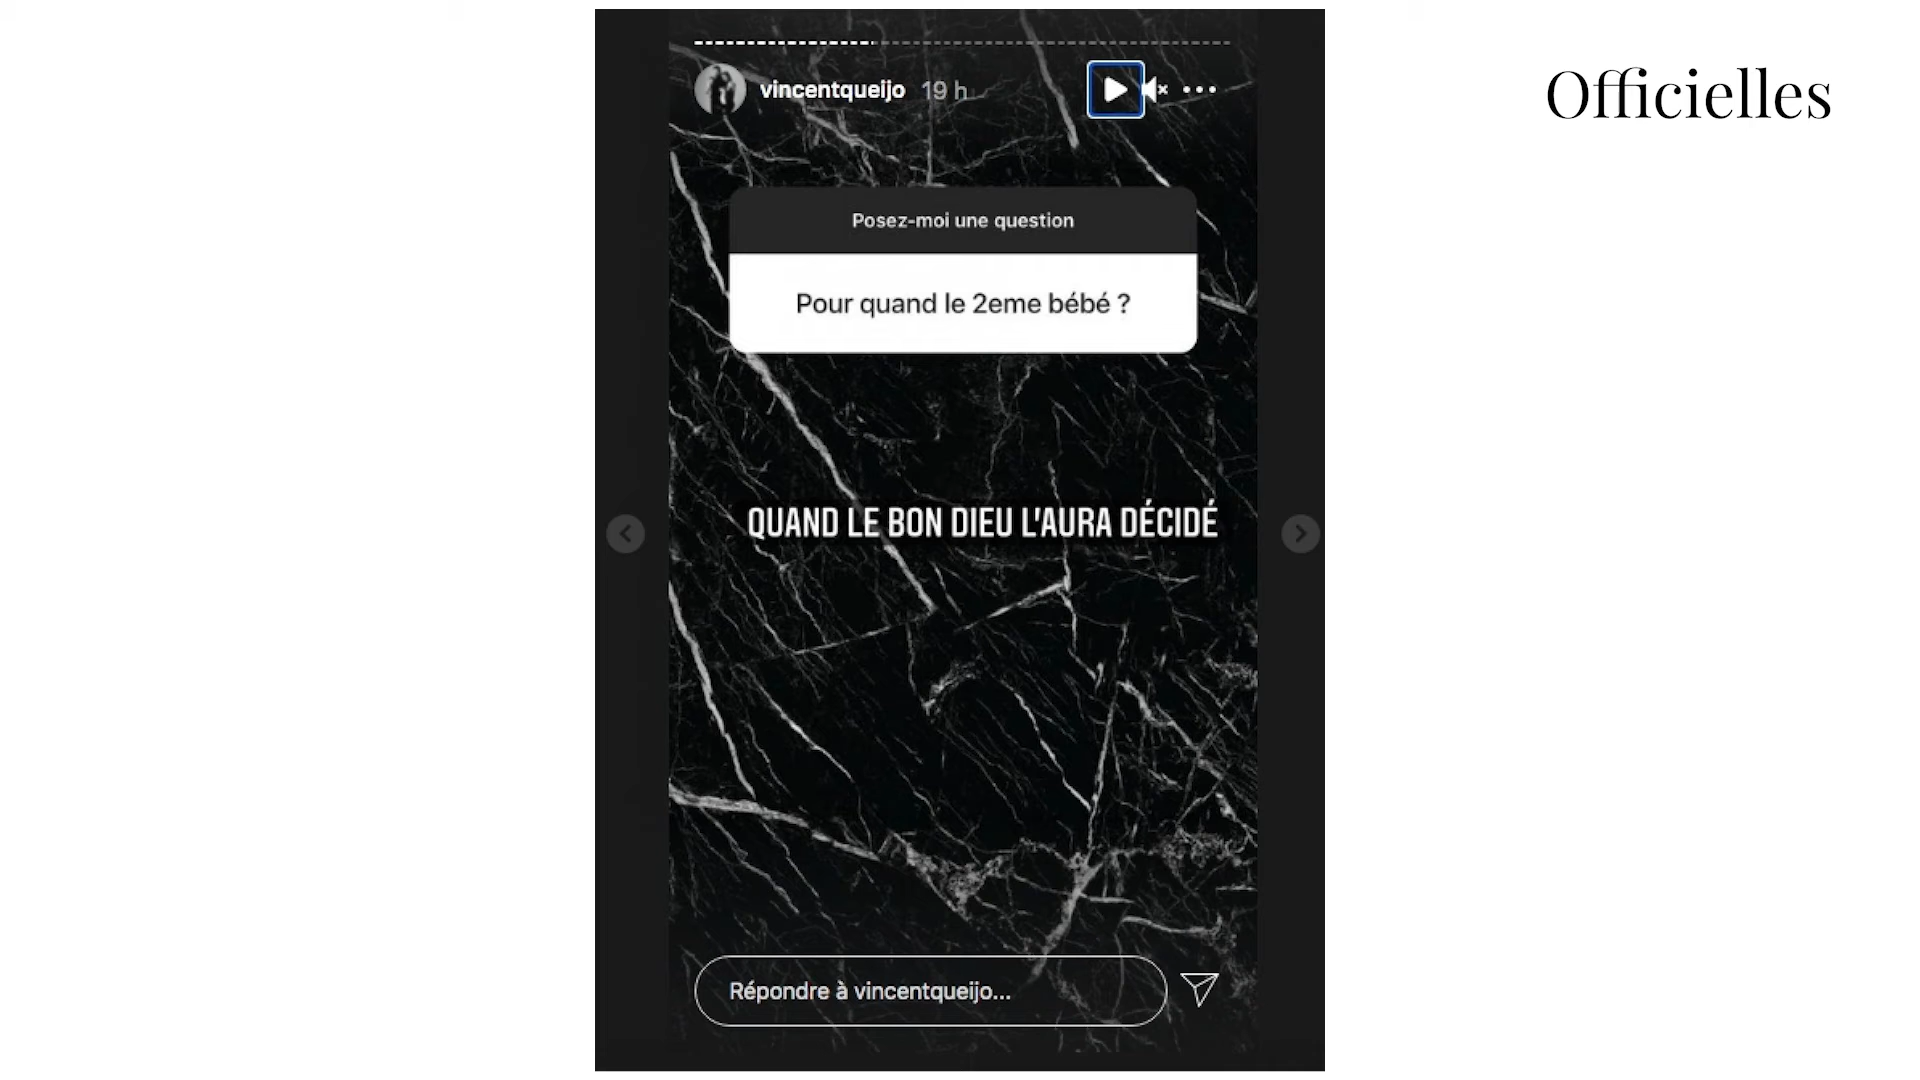 Officielles
vincentqueijo 19 h
Posez-moi une question
Pour quand le 2eme bébé ?
QUAND LE BON DIEU L'AURA DÉCIDÉ
Répondre à vincentqueijo...